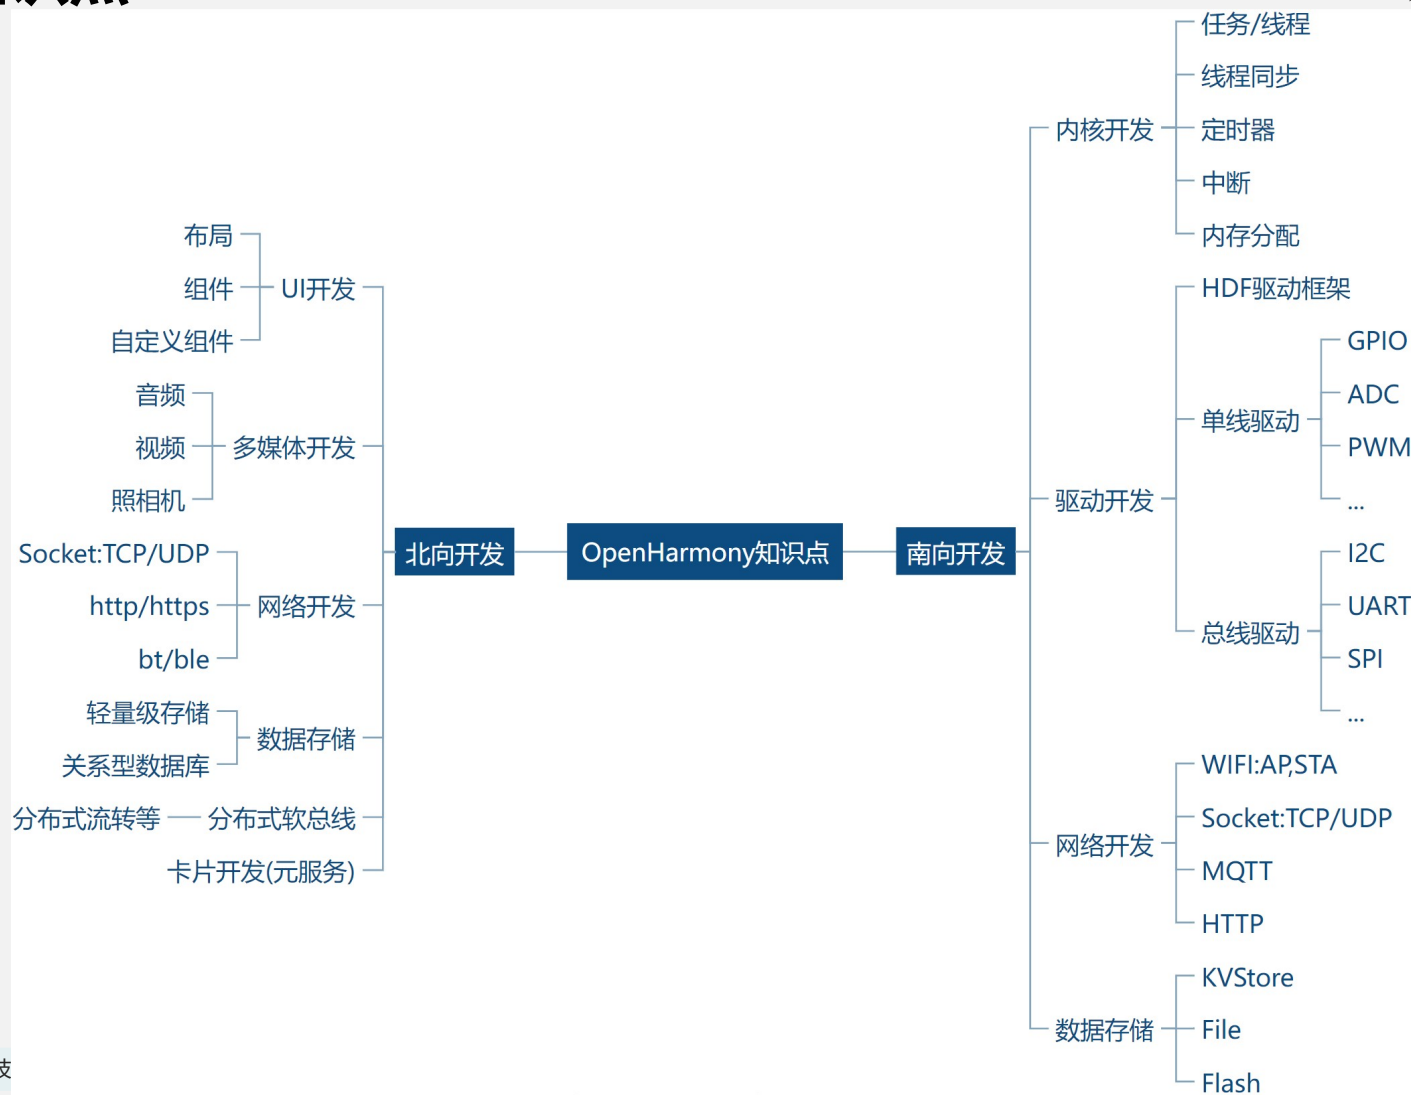 任务/线程
线程同步
内核开发
定时器
中断
内存分配
布局
组件
UI开发
自定义组件
音频
视频
多媒体开发
照相机
Socket:TCP/UDP
http/https
网络开发
bt/ble
轻量级存储
数据存储
关系型数据库
分布式流转等
分布式软总线
卡片开发(元服务)
北向开发
OpenHarmony知识点
南向开发
HDF驱动框架
GPIO
ADC
单线驱动
PWM
...
驱动开发
I2C
UART
总线驱动
SPI
...
WIFI:AP,STA
Socket:TCP/UDP
网络开发
MQTT
HTTP
KVStore
数据存储
File
Flash